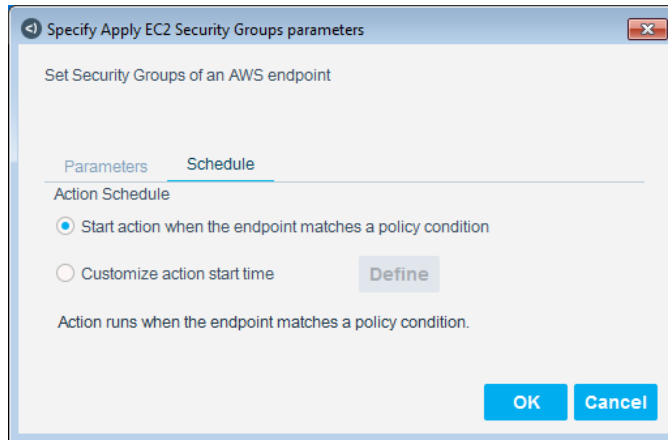 Specify Apply EC2 Security Groups parameters
Set Security Groups of an AWS endpoint
Parameters Schedule
Action Schedule
Start action when the endpoint matches a policy condition
Customize action start time Define
Action runs when the endpoint matches a policy condition.
OK Cancel